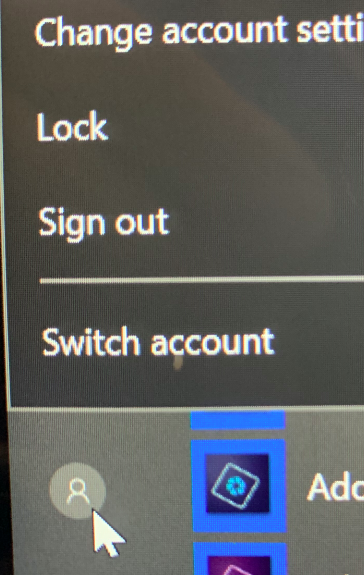 Change account setti
Lock
Sign out
Switch account
Ado